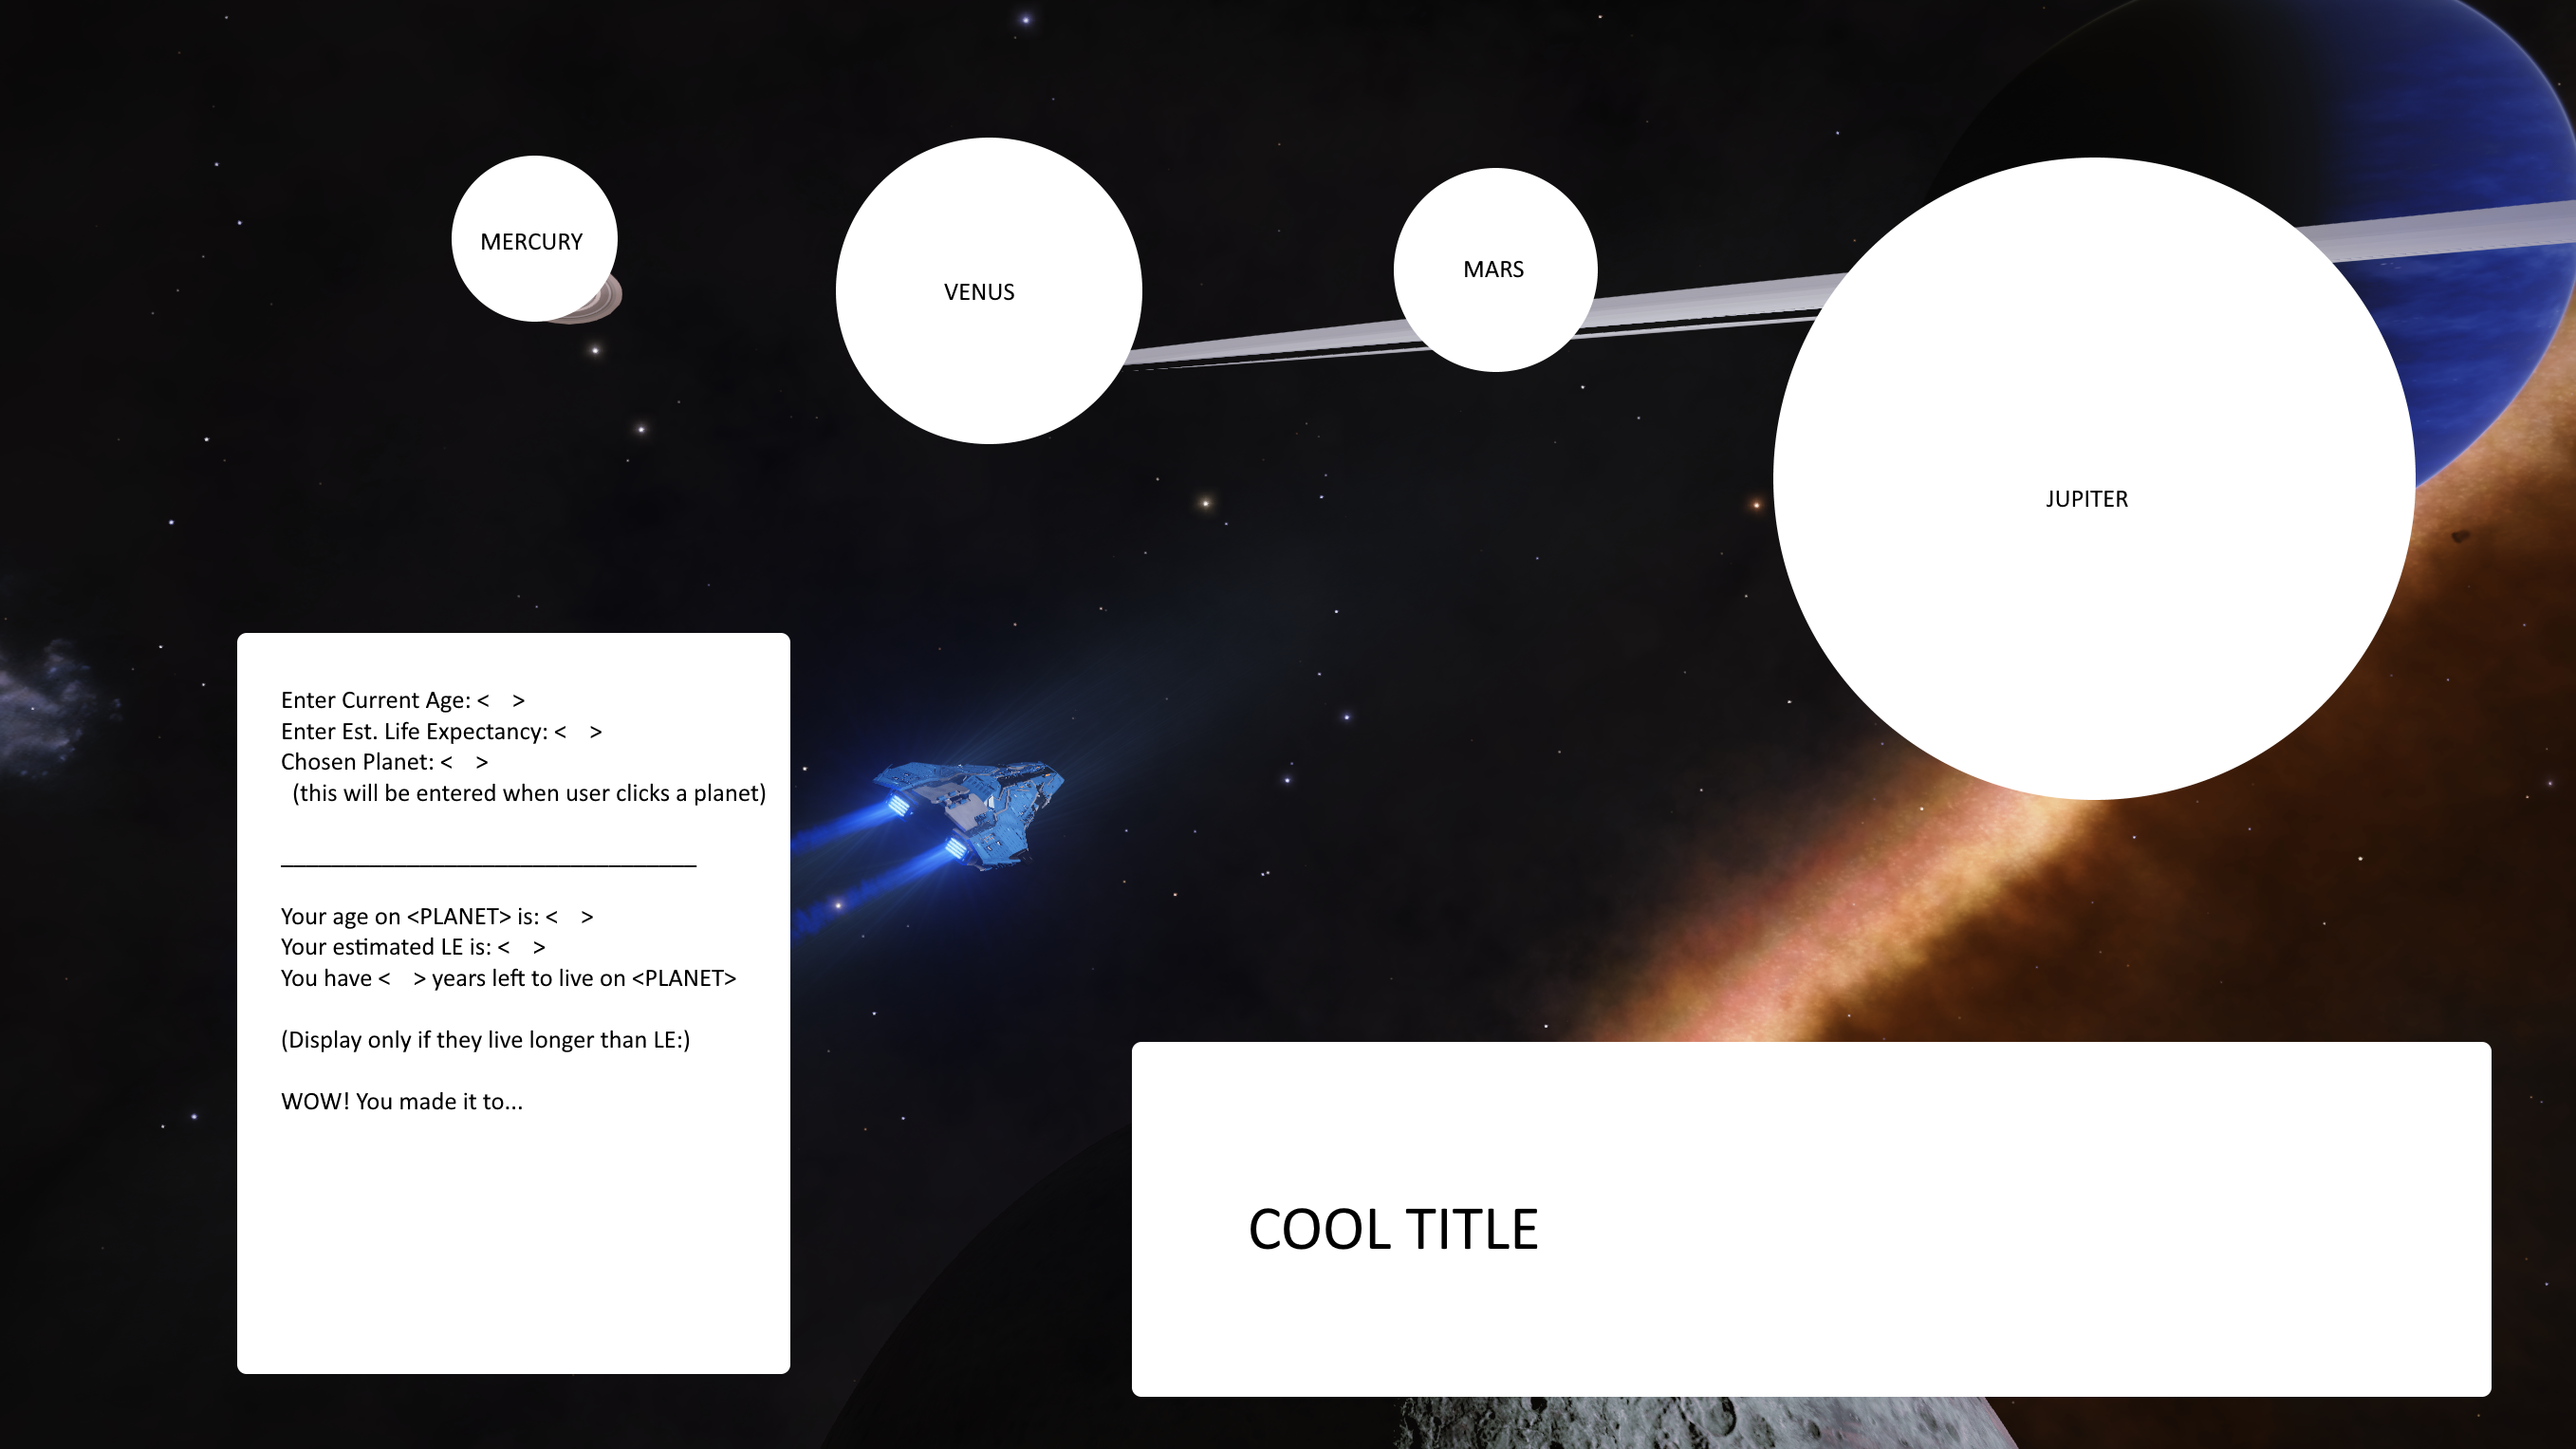 MERCURY
VENUS
MARS
JUPITER
Enter Current Age: <    >
Enter Est. Life Expectancy: <    >
Chosen Planet: <    >
(this will be entered when user clicks a planet)
__________________________________
Your age on <PLANET> is: <    >
Your estimated LE is: <    >
You have <    > years left to live on <PLANET>
(Display only if they live longer than LE:)
WOW! You made it to...
COOL TITLE